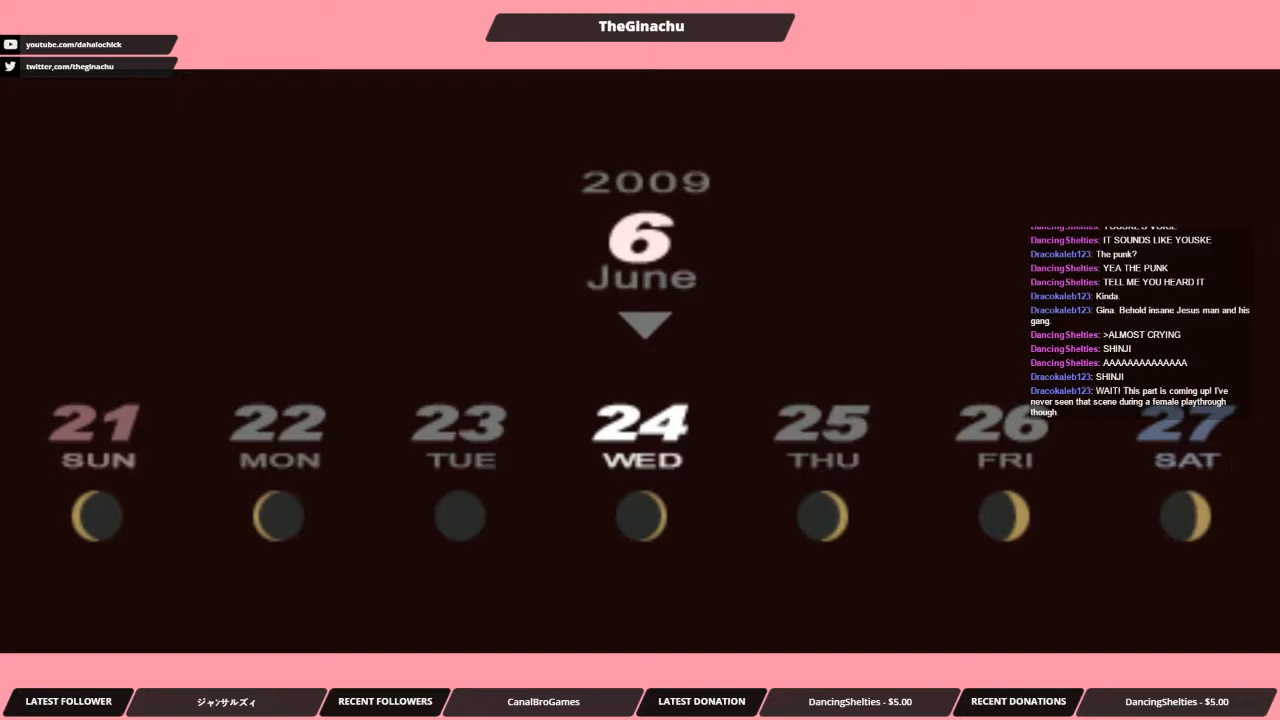 TheGinachu
youtube.com/dahalochick
twitter,com/theginachu
2009
6
June
DancingShelties: YOUSKE'S VOICE
DancingShelties: IT SOUNDS LIKE YOUSKE
Dracokaleb123: The punk?
DancingShelties: YEA THE PUNK
DancingShelties: TELL ME YOU HEARD IT
Dracokaleb123: Kinda.
Dracokaleb123: Gina. Behold insane Jesus man and his
gang.
DancingShelties: >ALMOST CRYING
DancingShelties: SHINJI
DancingShelties: AAAAAAAAAAAAAA
Dracokaleb123: SHINJI
Dracokaleb123: WAIT! This part is coming up! I've
never seen that scene during a female playthrough
though.
21 22 23 24 25 26 27
SUN MON TUE WED THU FRI SAT
LATEST FOLLOWER ジャンサルズィ RECENT FOLLOWERS CanalBroGames LATEST DONATION DancingShelties - $5.00 RECENT DONATIONS DancingShelties - $5.00